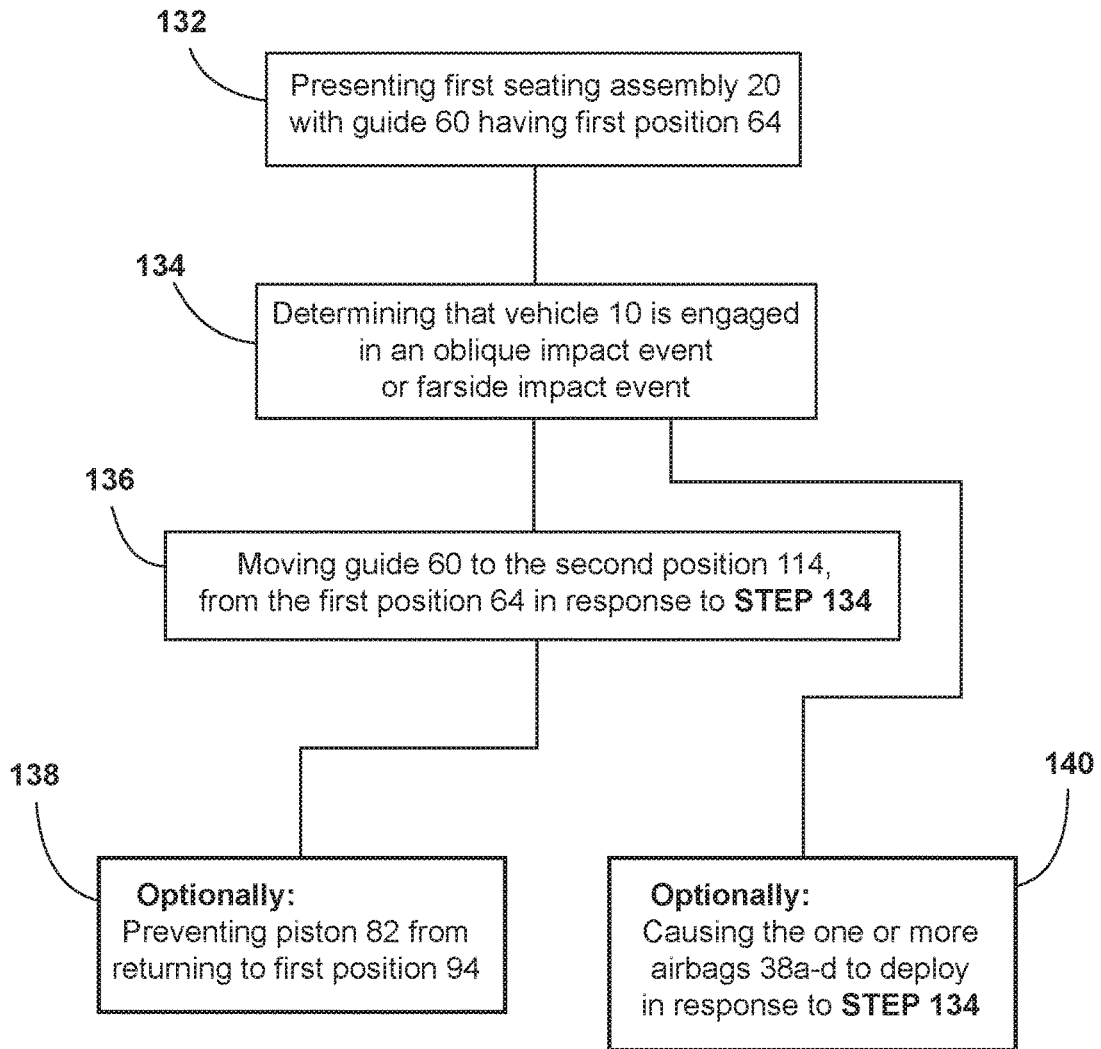 132
Presenting first seating assembly 20
with guide 60 having first position 64
134
Determining that vehicle 10 is engaged
in an oblique impact event
or farside impact event
136
Moving guide 60 to the second position 114,
from the first position 64 in response to STEP 134
138
Optionally:
Preventing piston 82 from
returning to first position 94
140
Optionally:
Causing the one or more
airbags 38a-d to deploy
in response to STEP 134